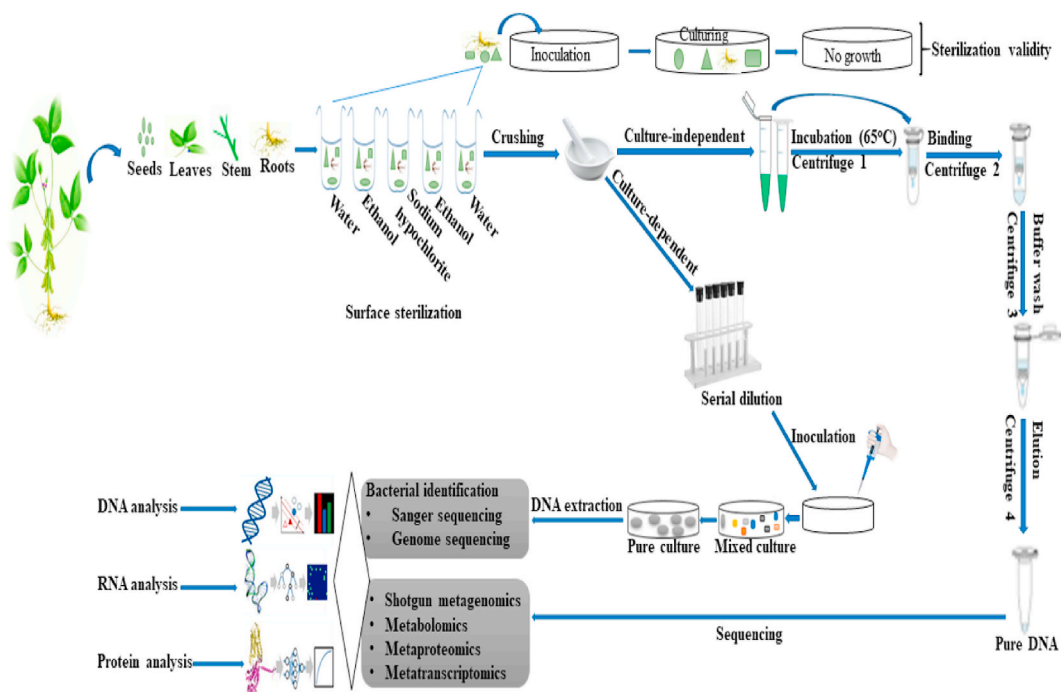 Inoculation
Culturing
No growth
Sterilization validity
Seeds
Leaves
Stem
Roots
Water
Ethanol
Sodium
hypochlorite
Ethanol
Water
Surface sterilization
Crushing
Culture-independent
Incubation (65°C)
Centrifuge 1
Binding
Centrifuge 2
Buffer wash
Centrifuge 3
Elution
Centrifuge 4
Pure DNA
Culture-dependent
Serial dilution
Inoculation
Mixed culture
Pure culture
DNA extraction
Bacterial identification
• Sanger sequencing
• Genome sequencing
Sequencing
• Shotgun metagenomics
• Metabolomics
• Metaproteomics
• Metatranscriptomics
DNA analysis
RNA analysis
Protein analysis